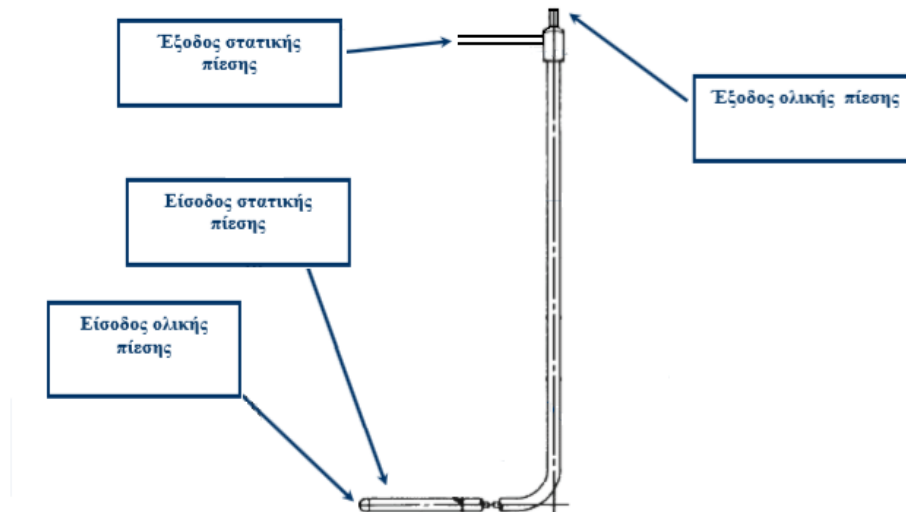 Έξοδος στατικής
πίεσης
Έξοδος ολικής πίεσης
Είσοδος στατικής
πίεσης
Είσοδος ολικής
πίεσης